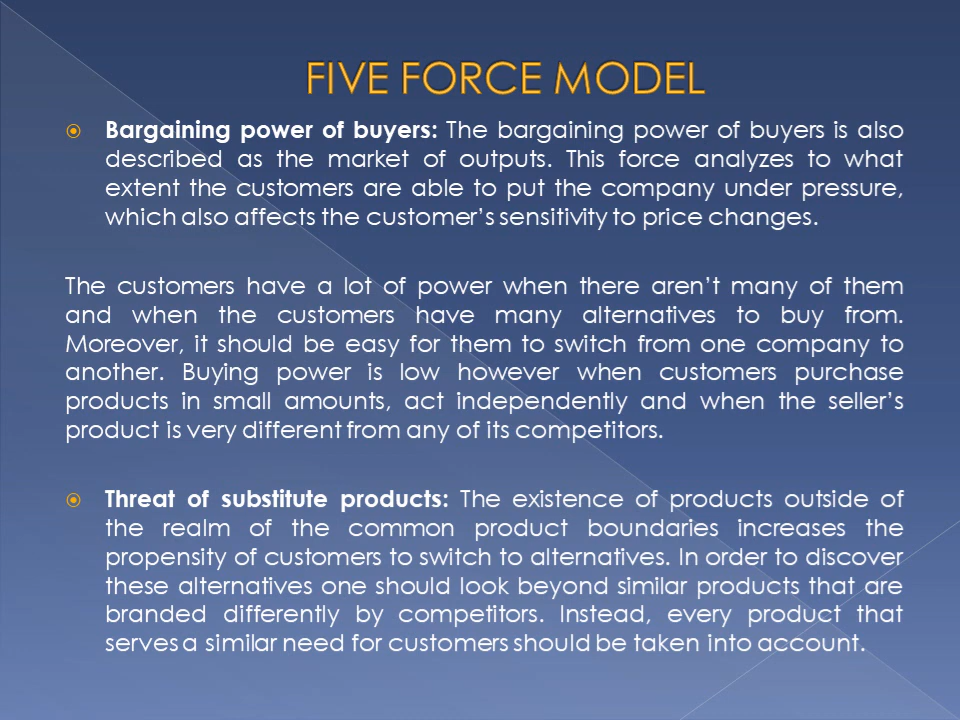 FIVE FORCE MODEL
Bargaining power of buyers: The bargaining power of buyers is also
described as the market of outputs. This force analyzes to what
extent the customers are able to put the company under pressure,
which also affects the customer’s sensitivity to price changes.
The customers have a lot of power when there aren’t many of them
and when the customers have many alternatives to buy from.
Moreover, it should be easy for them to switch from one company to
another. Buying power is low however when customers purchase
products in small amounts, act independently and when the seller’s
product is very different from any of its competitors.
Threat of substitute products: The existence of products outside of
the realm of the common product boundaries increases the
propensity of customers to switch to alternatives. In order to discover
these alternatives one should look beyond similar products that are
branded differently by competitors. Instead, every product that
serves a similar need for customers should be taken into account.